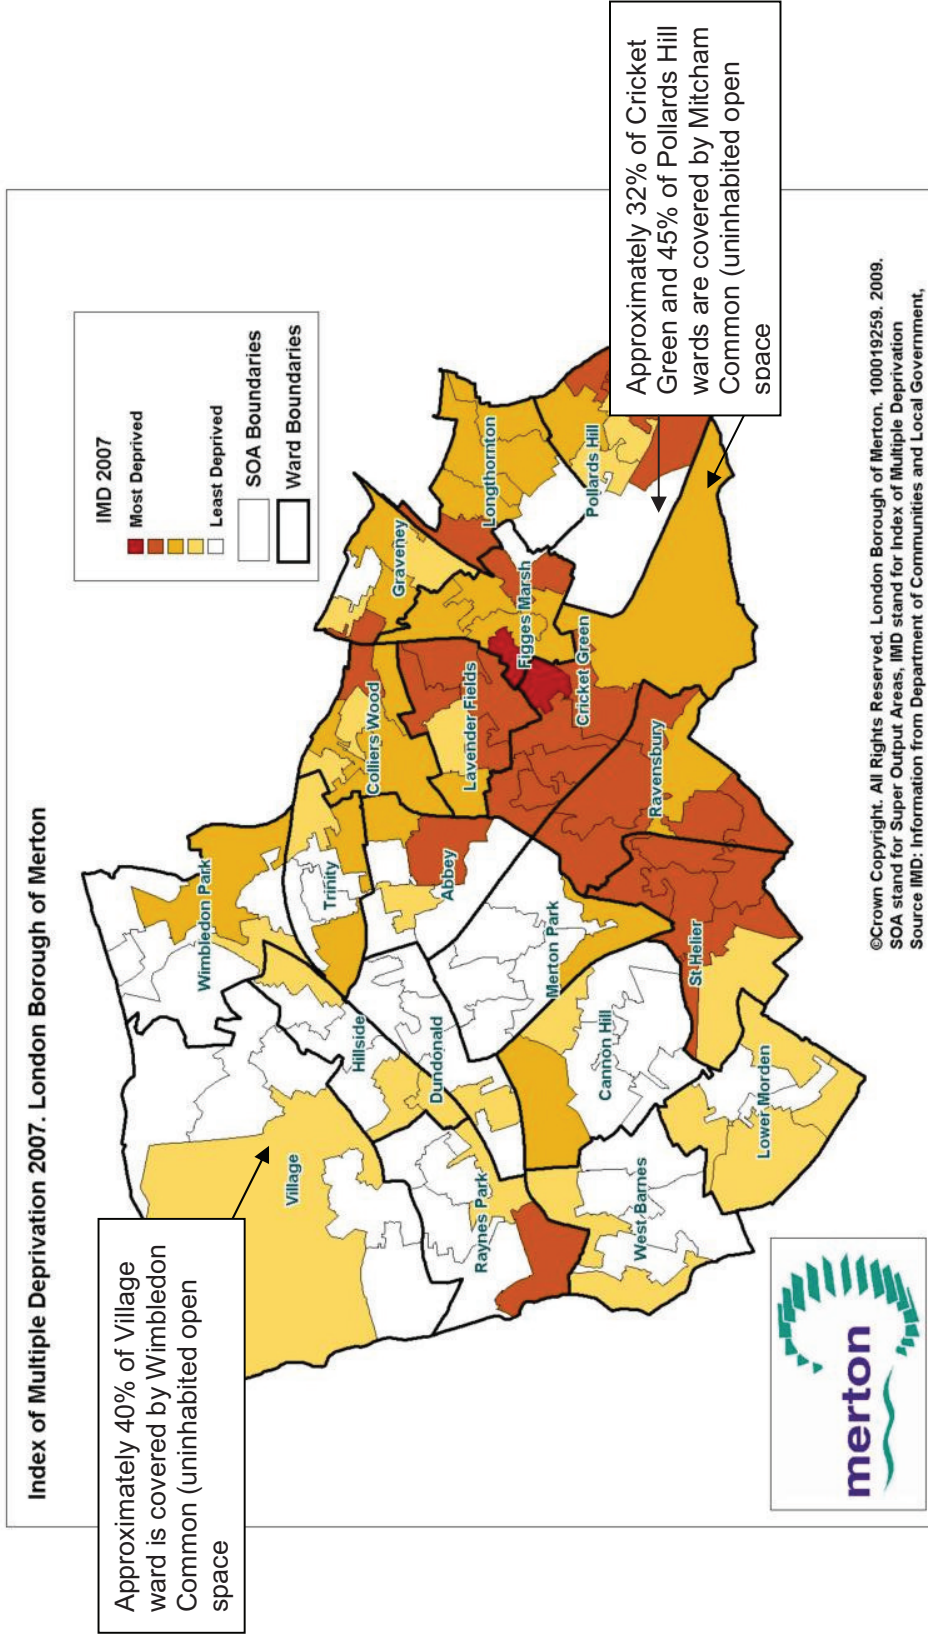 Index of Multiple Deprivation 2007. London Borough of Merton
Approximately 40% of Village
ward is covered by Wimbledon
Common (uninhabited open
space
IMD 2007
Most Deprived
Least Deprived
SOA Boundaries
Ward Boundaries
Approximately 32% of Cricket
Green and 45% of Pollards Hill
wards are covered by Mitcham
Common (uninhabited open
space
Wimbledon Park
Village
Hillside
Trinity
Colliers Wood
Graveney
Longthornton
Lavender Fields
Figges Marsh
Pollards Hill
Raynes Park
Dundonald
Abbey
Cricket Green
Merton Park
Cannon Hill
West Barnes
Ravensbury
St Helier
Lower Morden
merton
©Crown Copyright. All Rights Reserved. London Borough of Merton. 100019259. 2009.
SOA stand for Super Output Areas, IMD stand for Index of Multiple Deprivation
Source IMD: Information from Department of Communities and Local Government,